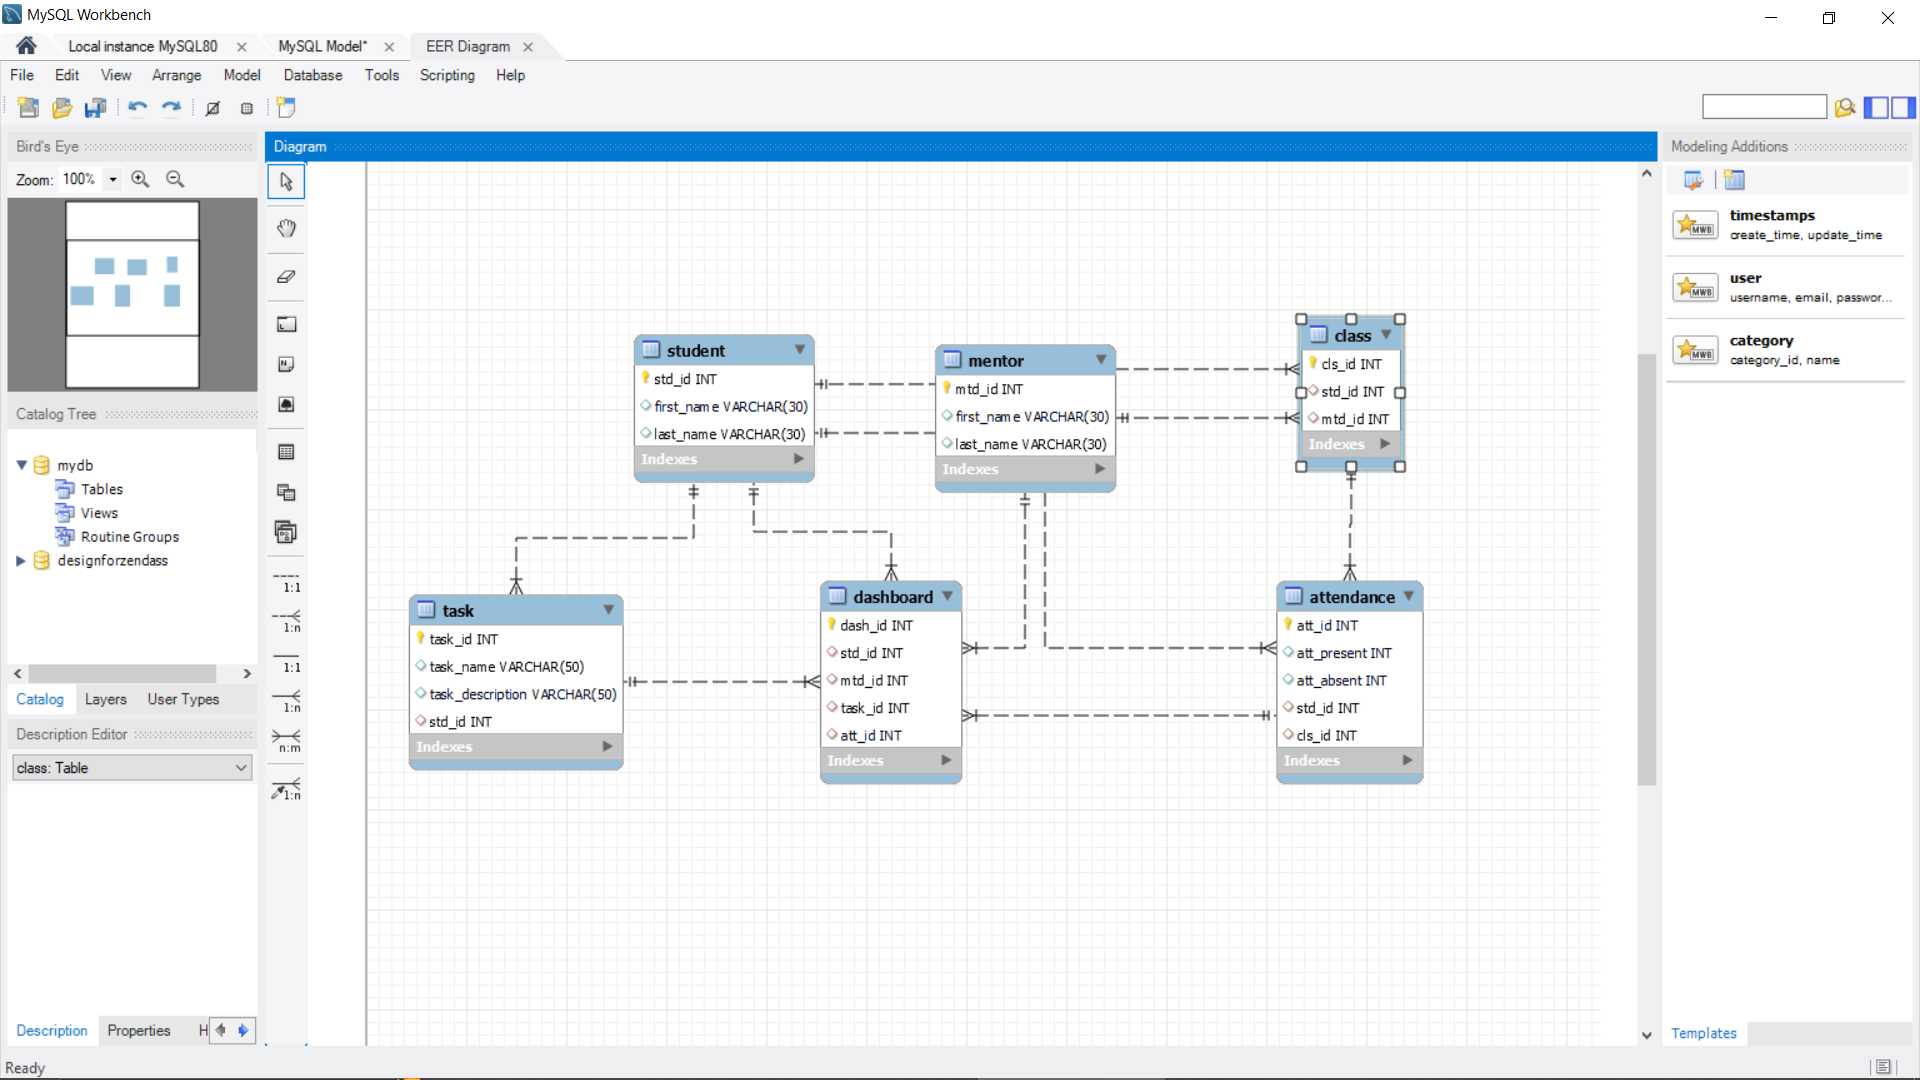 MySQL Workbench
Local instance MySQL80
MySQL Model*
EER Diagram
File Edit View Arrange Model Database Tools Scripting Help
Bird's Eye
Zoom: 100%
Catalog Tree
mydb
Tables
Views
Routine Groups
designforzendass
Catalog Layers User Types
Description Editor
class: Table
Description Properties H
Ready
Diagram
1:1
1:n
1:1
1:n
n:m
1:n
student
std_id INT
first_name VARCHAR(30)
last_name VARCHAR(30)
Indexes
mentor
mtd_id INT
first_name VARCHAR(30)
last_name VARCHAR(30)
Indexes
class
cls_id INT
std_id INT
mtd_id INT
Indexes
task
task_id INT
task_name VARCHAR(50)
task_description VARCHAR(50)
std_id INT
Indexes
dashboard
dash_id INT
std_id INT
mtd_id INT
task_id INT
att_id INT
Indexes
attendance
att_id INT
att_present INT
att_absent INT
std_id INT
cls_id INT
Indexes
Modeling Additions
MWB
timestamps
create_time, update_time
MWB
user
username, email, passwor...
MWB
category
category_id, name
Templates